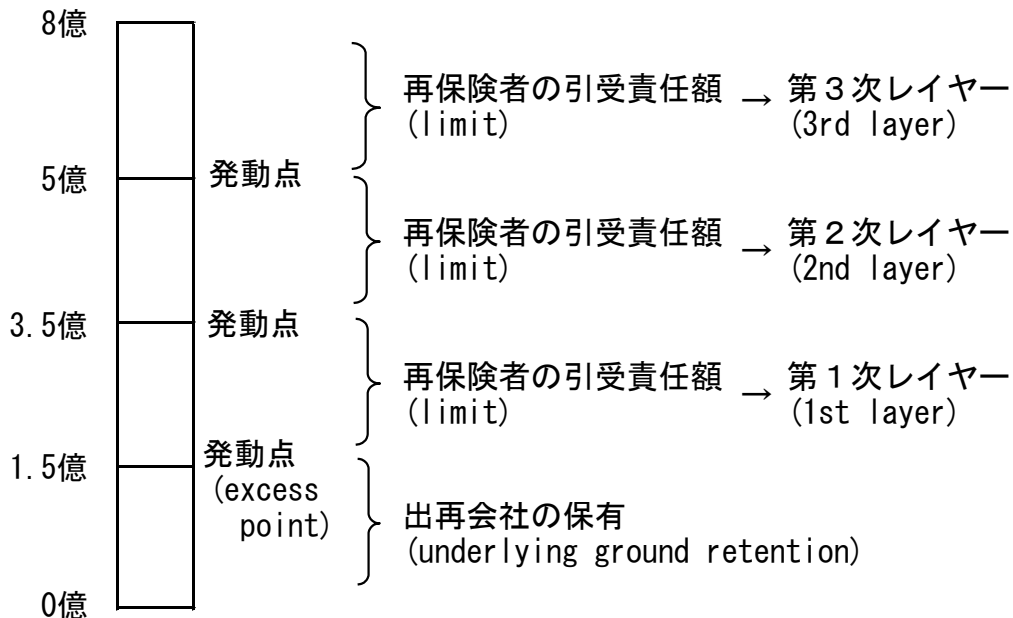 8億
再保険者の引受責任額 → 第３次レイヤー
(limit) (3rd layer)
5億 発動点
再保険者の引受責任額 → 第２次レイヤー
(limit) (2nd layer)
3.5億 発動点
再保険者の引受責任額 → 第１次レイヤー
(limit) (1st layer)
1.5億 発動点
(excess
point)
出再会社の保有
(underlying ground retention)
0億